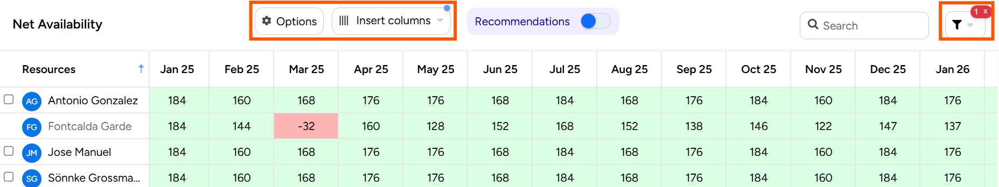 Net Availability Options Insert columns Recommendations Search 1 x
Resources Jan 25 Feb 25 Mar 25 Apr 25 May 25 Jun 25 Jul 25 Aug 25 Sep 25 Oct 25 Nov 25 Dec 25 Jan 26
AG Antonio Gonzalez 184 160 168 176 176 168 184 168 176 184 160 184 176
FG Fontcalda Garde 184 144 -32 160 128 152 168 152 138 146 122 147 137
JM Jose Manuel 184 160 168 176 176 168 184 168 176 184 160 184 176
SG Sönnke Grossma... 184 160 168 176 176 168 184 168 176 184 160 184 176